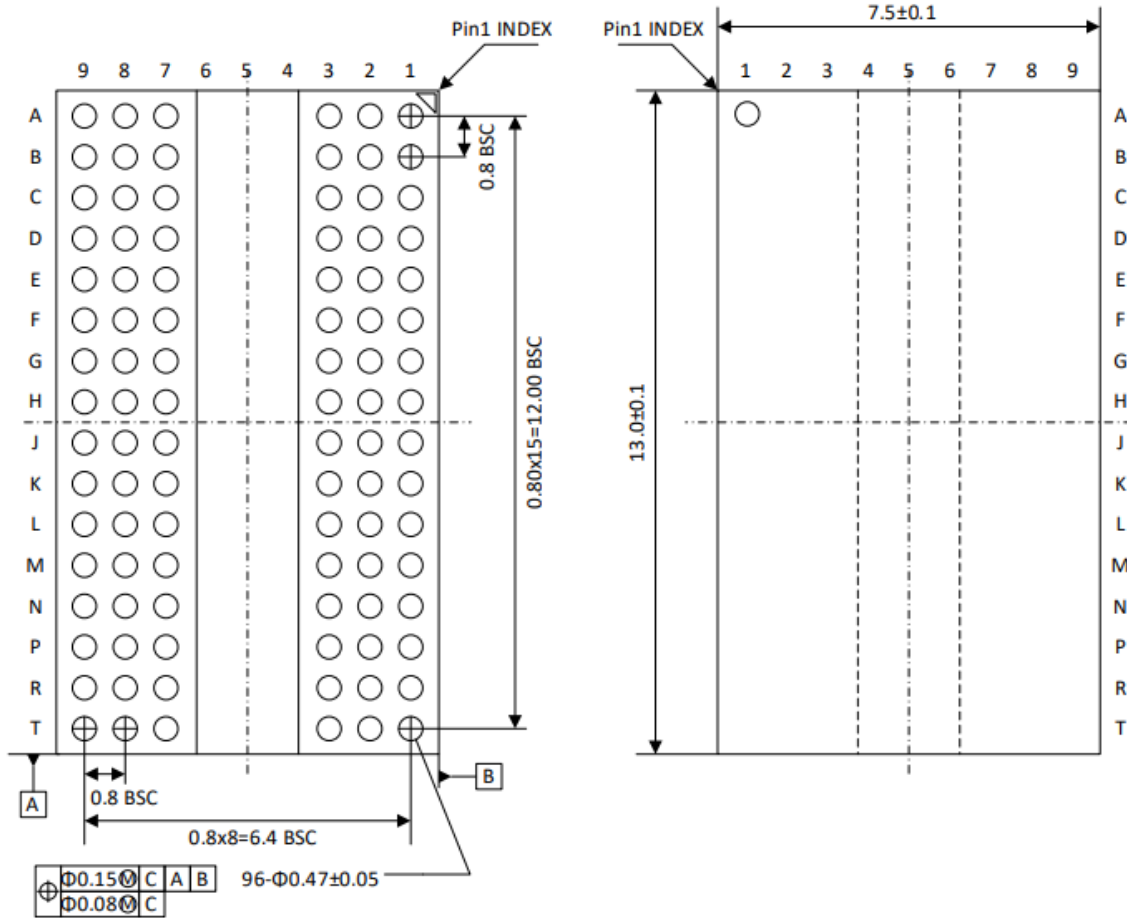 7.5±0.1
Pin1 INDEX
Pin1 INDEX
9 8 7 6 5 4 3 2 1
1 2 3 4 5 6 7 8 9
A
B
C
D
E
F
G
H
J
K
L
M
N
P
R
T
0.8 BSC
0.80x15=12.00 BSC
13.0±0.1
A
B
C
D
E
F
G
H
J
K
L
M
N
P
R
T
A
0.8 BSC
B
0.8x8=6.4 BSC
Φ0.15Ⓜ C A B
Φ0.08Ⓜ C
96-Φ0.47±0.05